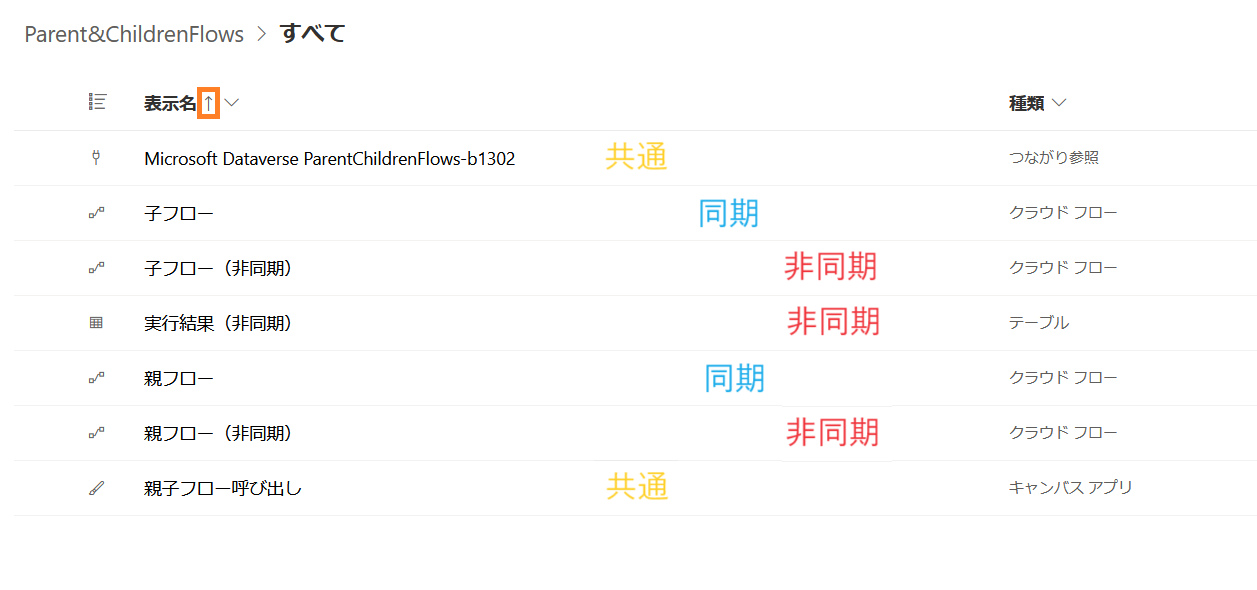 Parent&ChildrenFlows > すべて
表示名 ↑ 種類
Microsoft Dataverse ParentChildrenFlows-b1302 共通 つながり参照
子フロー 同期 クラウド フロー
子フロー（非同期） 非同期 クラウド フロー
実行結果（非同期） 非同期 テーブル
親フロー 同期 クラウド フロー
親フロー（非同期） 非同期 クラウド フロー
親子フロー呼び出し 共通 キャンバス アプリ